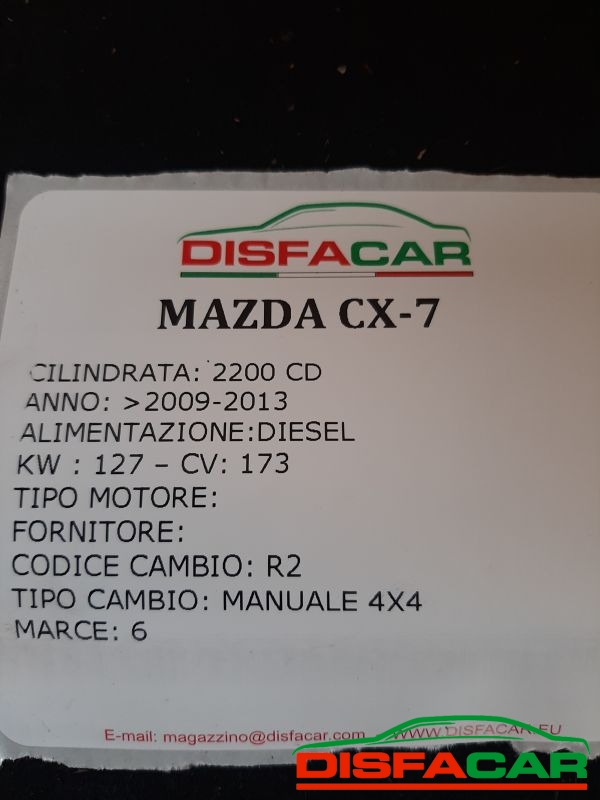 DISFACAR
MAZDA CX-7
CILINDRATA: 2200 CD
ANNO: >2009-2013
ALIMENTAZIONE:DIESEL
KW : 127 – CV: 173
TIPO MOTORE:
FORNITORE:
CODICE CAMBIO: R2
TIPO CAMBIO: MANUALE 4X4
MARCE: 6
E-mail: magazzino@disfacar.com - WWW.DISFACAR.EU
DISFACAR